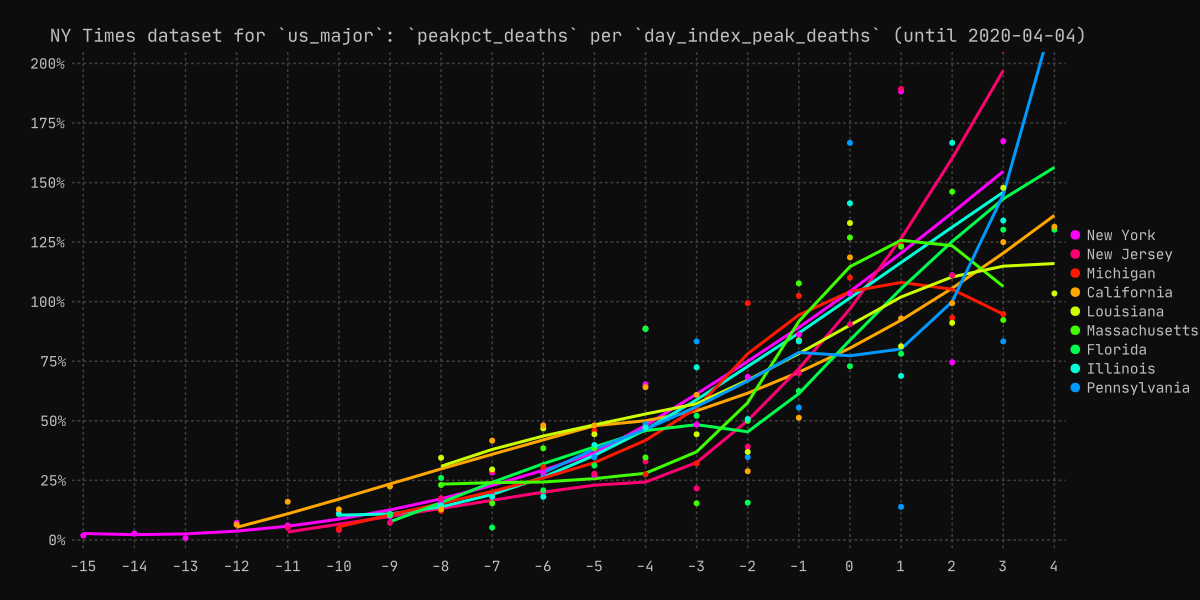 NY Times dataset for `us_major`: `peakpct_deaths` per `day_index_peak_deaths` (until 2020-04-04)
200%
175%
150%
125%
100%
75%
50%
25%
0%
-15 -14 -13 -12 -11 -10 -9 -8 -7 -6 -5 -4 -3 -2 -1 0 1 2 3 4
New York
New Jersey
Michigan
California
Louisiana
Massachusetts
Florida
Illinois
Pennsylvania